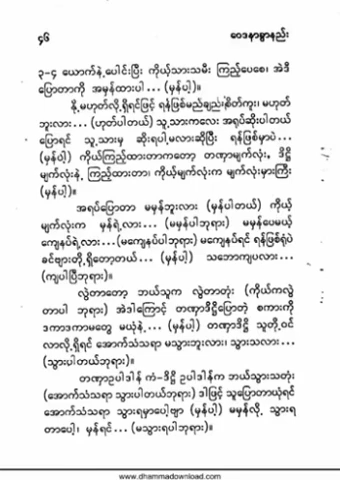 ၄၆
ဝေဒနာရှုနည်း
၃-၄ ယောက်နဲ့ပေါင်းပြီး ကိုယ့်သားသမီး ကြည့်ပေစေ၊ အဲဒီ
ပြောတာကို အမှန်ထားပါ... (မှန်ပါ့)။
နို့မဟုတ်လို့ရှိရင်ဖြင့် ရန်ဖြစ်မည်ချည်း၊ စိတ်ကူး၊ မဟုတ်
ဘူးလား... (ဟုတ်ပါတယ်) သူ့သားကလေး အရုပ်ဆိုးပါတယ်
ပြောရင် သူ့သားမှ ဆိုးရပါ့မလားဆိုပြီး ရန်ဖြစ်မှာပဲ...
(မှန်ပါ့) ကိုယ်ကြည့်ထားတာကတော့ တဏှာမျက်လုံး၊ ဒိဋ္ဌိ
မျက်လုံးနဲ့ ကြည့်ထားတာ၊ ကိုယ့်မျက်လုံးက မျက်လုံးမှားကြီး
(မှန်ပါ့)။
အရပ်ပြောတာ မမှန်ဘူးလား (မှန်ပါတယ်) ကိုယ့်
မျက်လုံးက မှန်ရဲ့လား... (မမှန်ပါဘုရား) မမှန်ပေမယ့်
ကျေနပ်ရဲ့လား...(မကျေနပ်ပါဘုရား) မကျေနပ်ရင် ရန်ဖြစ်ရုံပဲ
ခင်ဗျားတို့ရှိတော့တယ်... (မှန်ပါ့) သဘောကျပလား...
(ကျပါပြီဘုရား)။
လွဲတာတော့ ဘယ်သူက လွဲတာတုံး (ကိုယ်ကလွဲ
တာပါ ဘုရား) အဲဒါကြောင့် တဏှာဒိဋ္ဌိပြောတဲ့ စကားကို
ဒကာဒကာမတွေ မယုံနဲ့... (မှန်ပါ့) တဏှာဒိဋ္ဌိ သူတို့ဝင်
လာလို့ရှိရင် အောက်သံသရာ မသွားဘူးလား၊ သွားသလား...
(သွားပါတယ်ဘုရား)။
တဏှာဥပါဒါန် ကံ-ဒိဋ္ဌိ ဥပါဒါန်က ဘယ်သွားသတုံး
(အောက်သံသရာ သွားပါတယ်ဘုရား) ဒါဖြင့် သူပြောတာယုံရင်
အောက်သံသရာ သွားရမှာပေါ့ဗျာ (မှန်ပါ့) မမှန်လို့ သွားရ
တာပေါ့၊ မှန်ရင်... (မသွားရပါဘုရား)။
www.dhammadownload.com